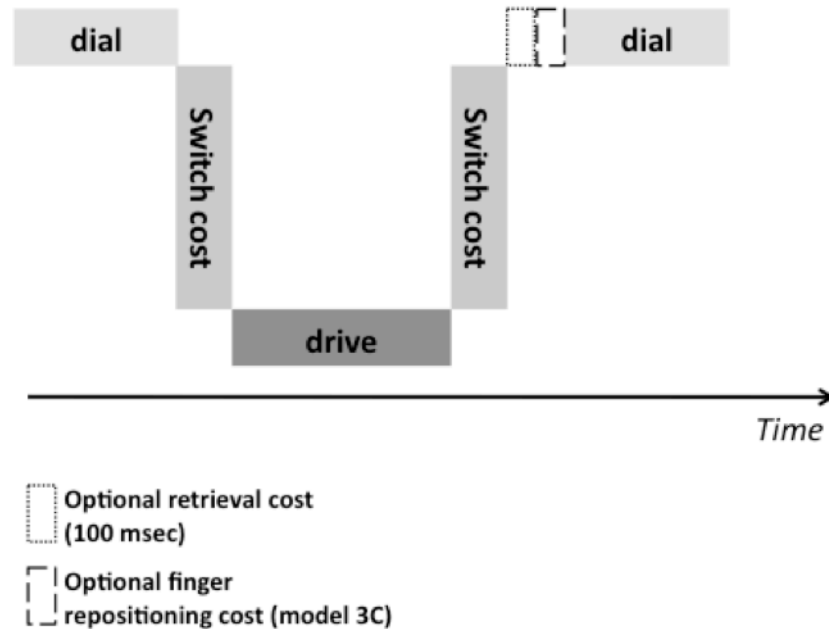 dial
dial
Switch cost
Switch cost
drive
Time
Optional retrieval cost
(100 msec)
Optional finger
repositioning cost (model 3C)